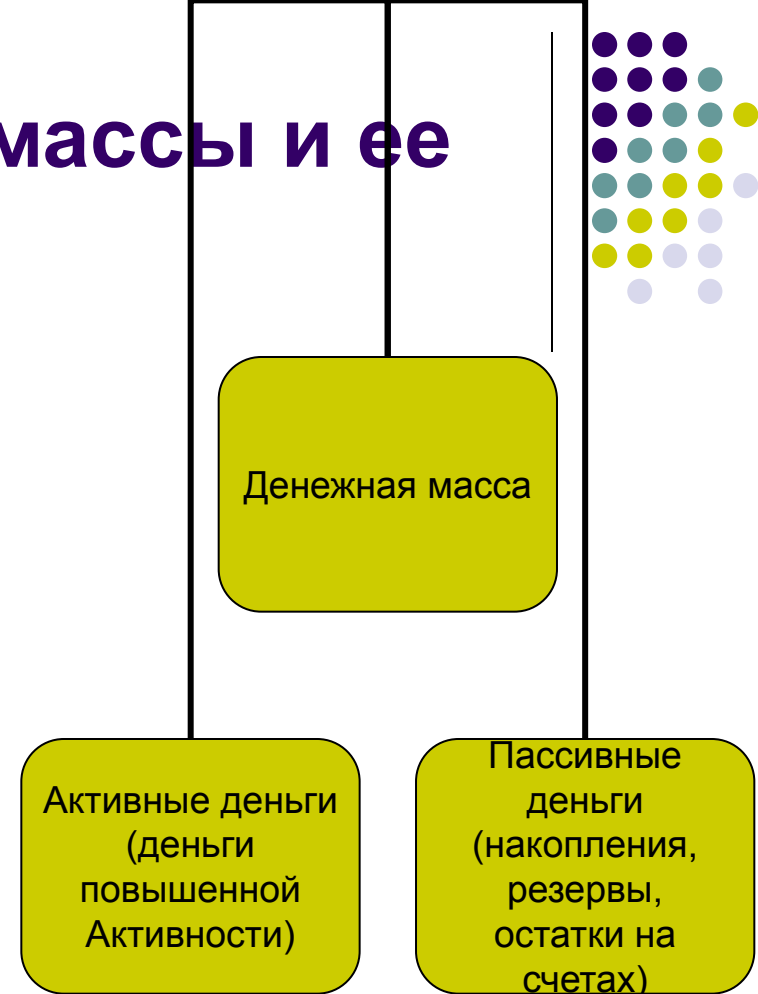 массы и ее
Денежная масса
Активные деньги
(деньги
повышенной
Активности)
Пассивные
деньги
(накопления,
резервы,
остатки на
счетах)